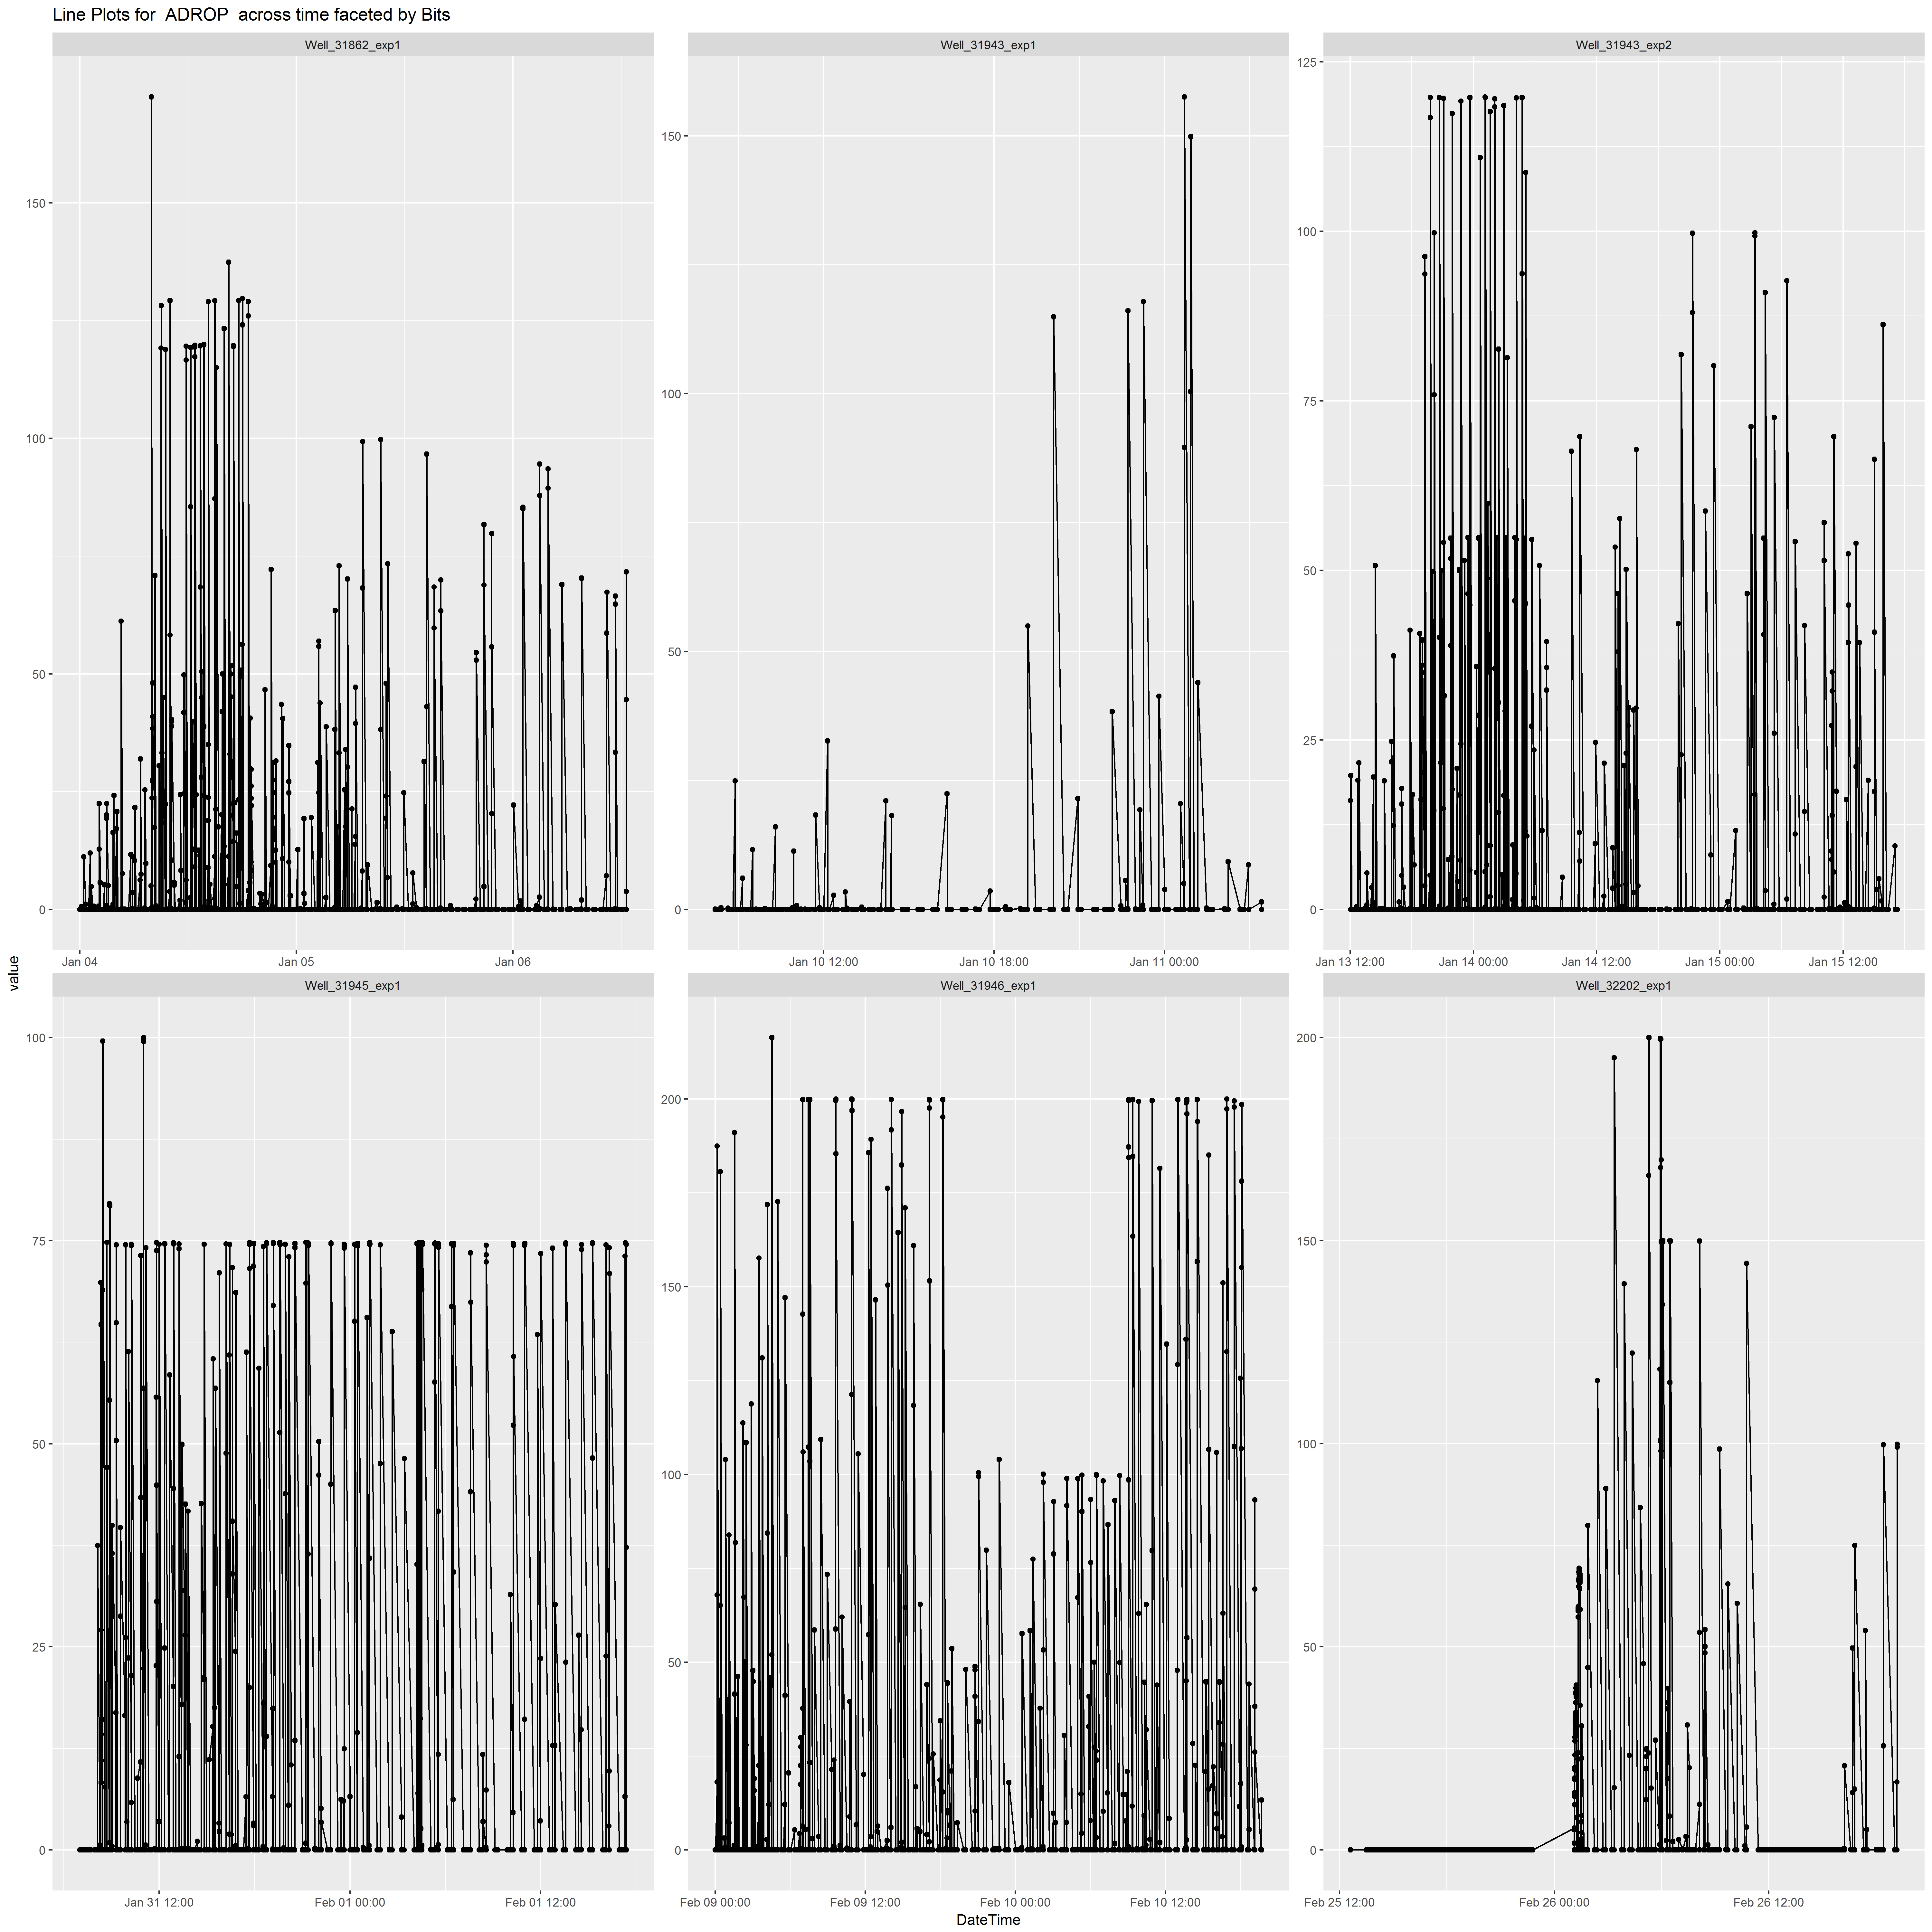 Line Plots for  ADROP  across time faceted by Bits
Well_31862_exp1
Well_31943_exp1
Well_31943_exp2
150
100
50
0
150
100
50
0
125
100
75
50
25
0
Jan 04
Jan 05
Jan 06
Jan 10 12:00
Jan 10 18:00
Jan 11 00:00
Jan 13 12:00
Jan 14 00:00
Jan 14 12:00
Jan 15 00:00
Jan 15 12:00
value
Well_31945_exp1
Well_31946_exp1
Well_32202_exp1
100
75
50
25
0
200
150
100
50
0
200
150
100
50
0
Jan 31 12:00
Feb 01 00:00
Feb 01 12:00
Feb 09 00:00
Feb 09 12:00
Feb 10 00:00
Feb 10 12:00
Feb 25 12:00
Feb 26 00:00
Feb 26 12:00
DateTime